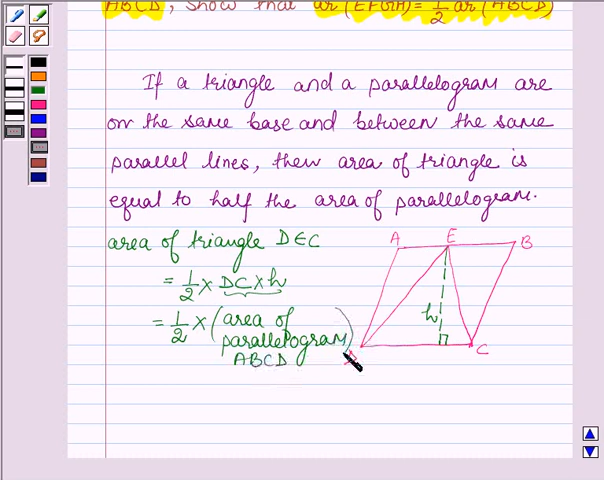 ABCD, show that ar(EFGH)=1/2 ar(ABCD)
If a triangle and a parallelogram are
on the same base and between the same
parallel lines, then area of triangle is
equal to half the area of parallelogram.
area of triangle DEC
= 1/2 × DC × h
= 1/2 × (area of
parallelogram)
ABCD
A E B
h
D C